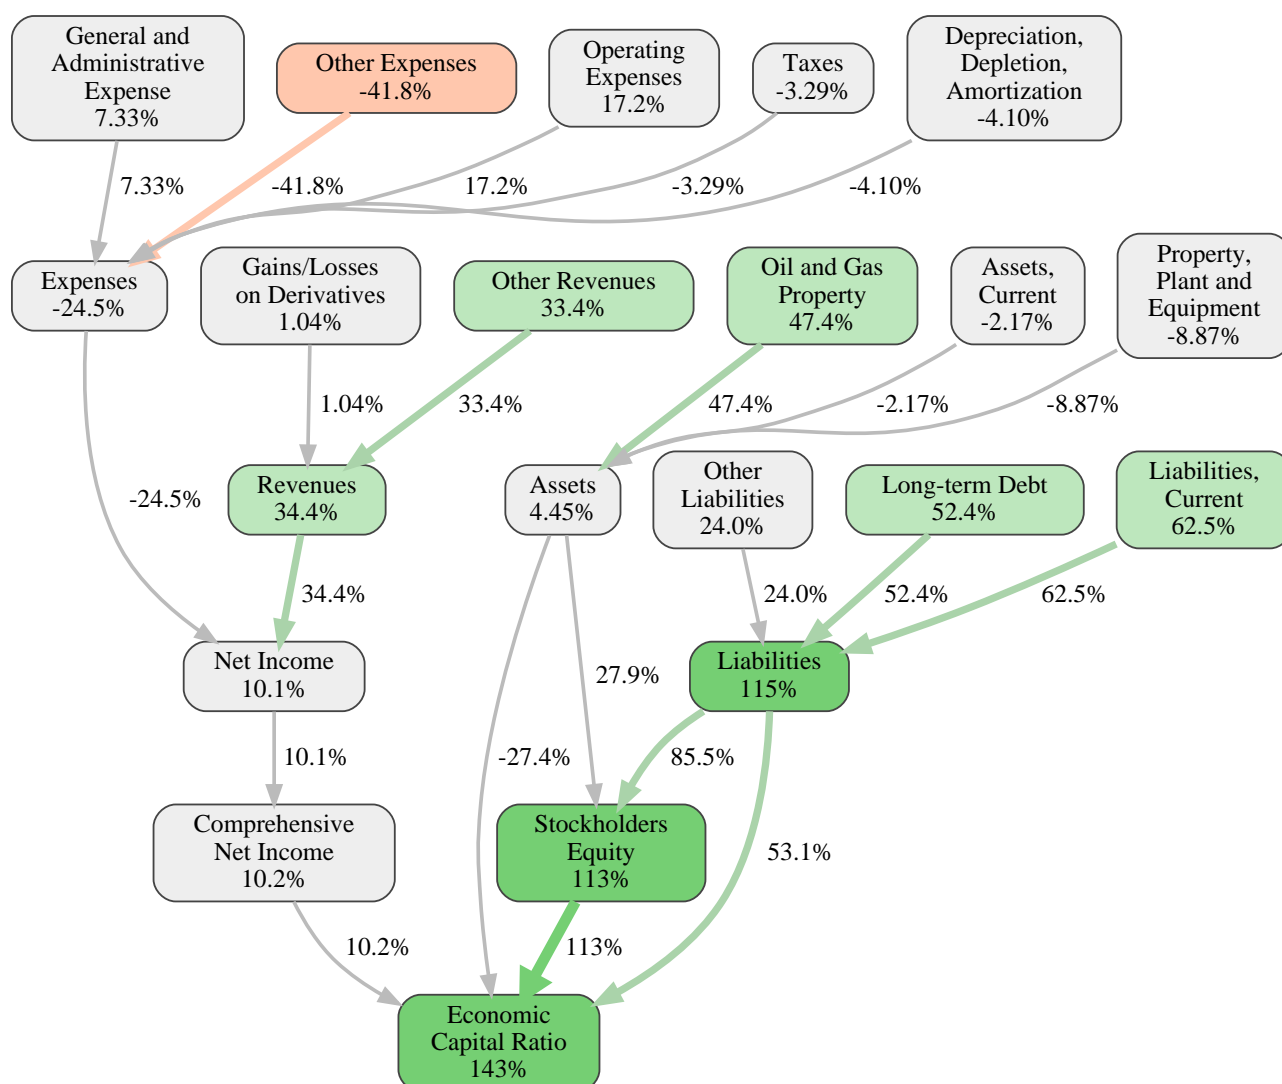 General and
Administrative
Expense
7.33%
Other Expenses
-41.8%
Operating
Expenses
17.2%
Taxes
-3.29%
Depreciation,
Depletion,
Amortization
-4.10%
7.33%
-41.8%
17.2%
-3.29%
-4.10%
Expenses
-24.5%
Gains/Losses
on Derivatives
1.04%
Other Revenues
33.4%
Oil and Gas
Property
47.4%
Assets,
Current
-2.17%
Property,
Plant and
Equipment
-8.87%
1.04%
33.4%
47.4%
-2.17%
-8.87%
-24.5%
Revenues
34.4%
Assets
4.45%
Other
Liabilities
24.0%
Long-term Debt
52.4%
Liabilities,
Current
62.5%
34.4%
24.0%
52.4%
62.5%
Net Income
10.1%
27.9%
Liabilities
115%
10.1%
-27.4%
85.5%
Comprehensive
Net Income
10.2%
Stockholders
Equity
113%
53.1%
10.2%
113%
Economic
Capital Ratio
143%